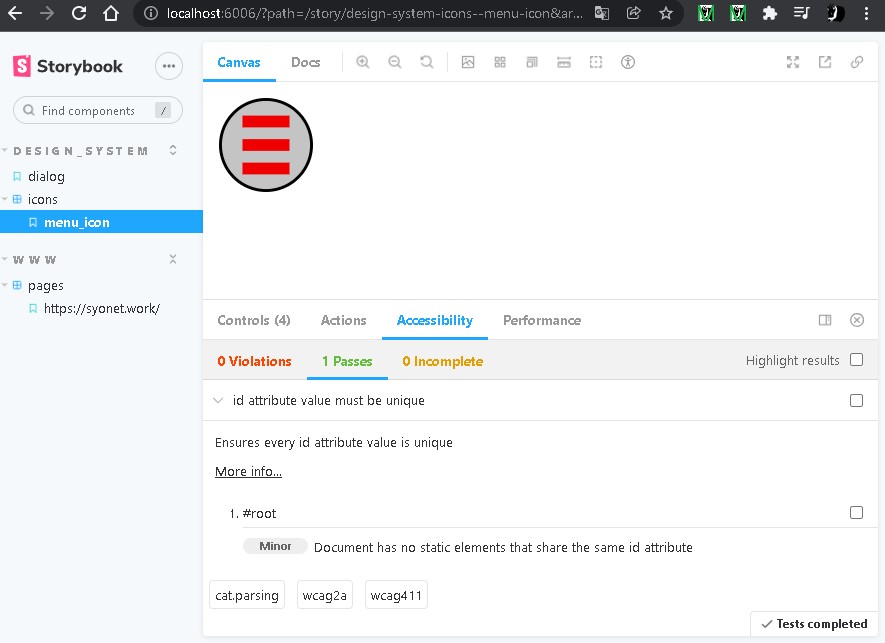 localhost:6006/?path=/story/design-system-icons--menu-icon&ar...
Storybook
Find components /
DESIGN_SYSTEM
dialog
icons
menu_icon
WWW
pages
https://syonet.work/
Canvas Docs
Controls (4) Actions Accessibility Performance
0 Violations 1 Passes 0 Incomplete Highlight results
id attribute value must be unique
Ensures every id attribute value is unique
More info...
1. #root
Minor Document has no static elements that share the same id attribute
cat.parsing wcag2a wcag411
Tests completed